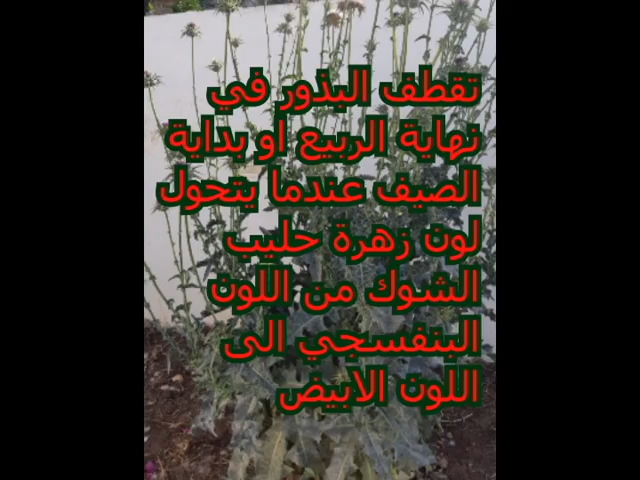 تقطف البذور في
نهاية الربيع او بداية
الصيف عندما يتحول
لون زهرة حليب
الشوك من اللون
البنفسجي الى
اللون الابيض